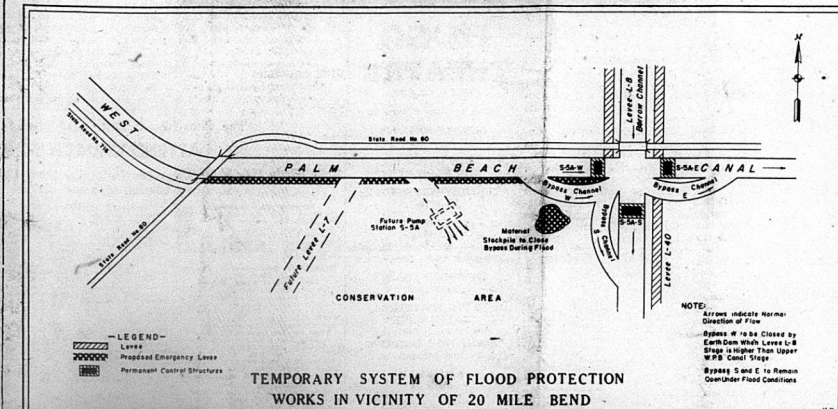 N
WEST
State Road No. 716
State Road No. 80
Levee L-8
Borrow Channel
PALM BEACH CANAL
S-5A-W
S-5A-E
Bypass Channel W
Bypass Channel E
Bypass Channel S
S-5A-S
Levee L-40
State Road No. 80
Future Levee L-7
Future Pump
Station S-5A
Material
Stockpile to Close
Bypass During Flood
CONSERVATION AREA
-LEGEND-
Levee
Proposed Emergency Levee
Permanent Control Structures
NOTE:
Arrows Indicate Normal
Direction of Flow
Bypass W to be Closed by
Earth Dam When Levee L-8
Stage is Higher Than Upper
W.P.B. Canal Stage
Bypass S and E to Remain
Open Under Flood Conditions
TEMPORARY SYSTEM OF FLOOD PROTECTION
WORKS IN VICINITY OF 20 MILE BEND